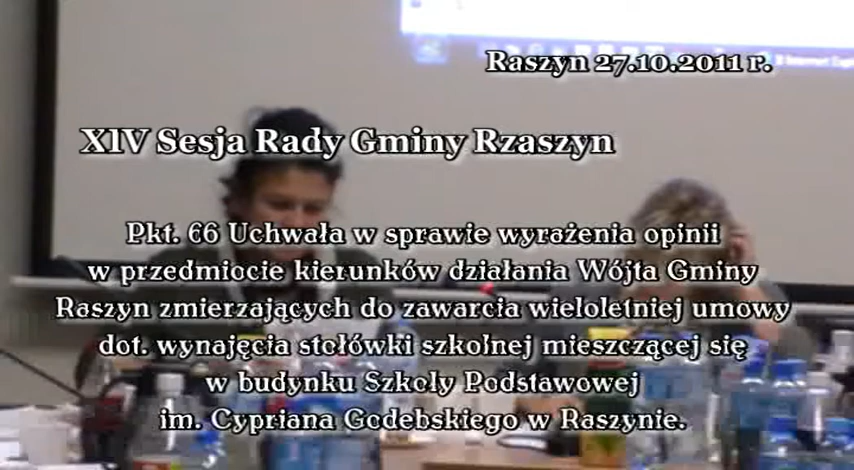 Raszyn 27.10.2011 r.
XIV Sesja Rady Gminy Rzaszyn
Pkt. 66 Uchwała w sprawie wyrażenia opinii
w przedmiocie kierunków działania Wójta Gminy
Raszyn zmierzających do zawarcia wieloletniej umowy
dot. wynajęcia stołówki szkolnej mieszczącej się
w budynku Szkoły Podstawowej
im. Cypriana Godebskiego w Raszynie.